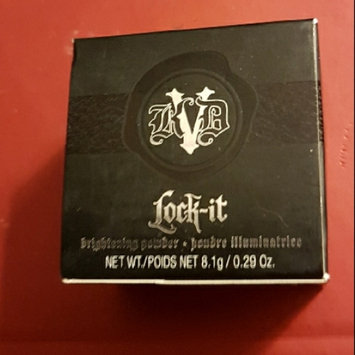 KVD
Lock-it
brightening powder • poudre illuminatrice
NET WT./POIDS NET 8.1g / 0.29 Oz.